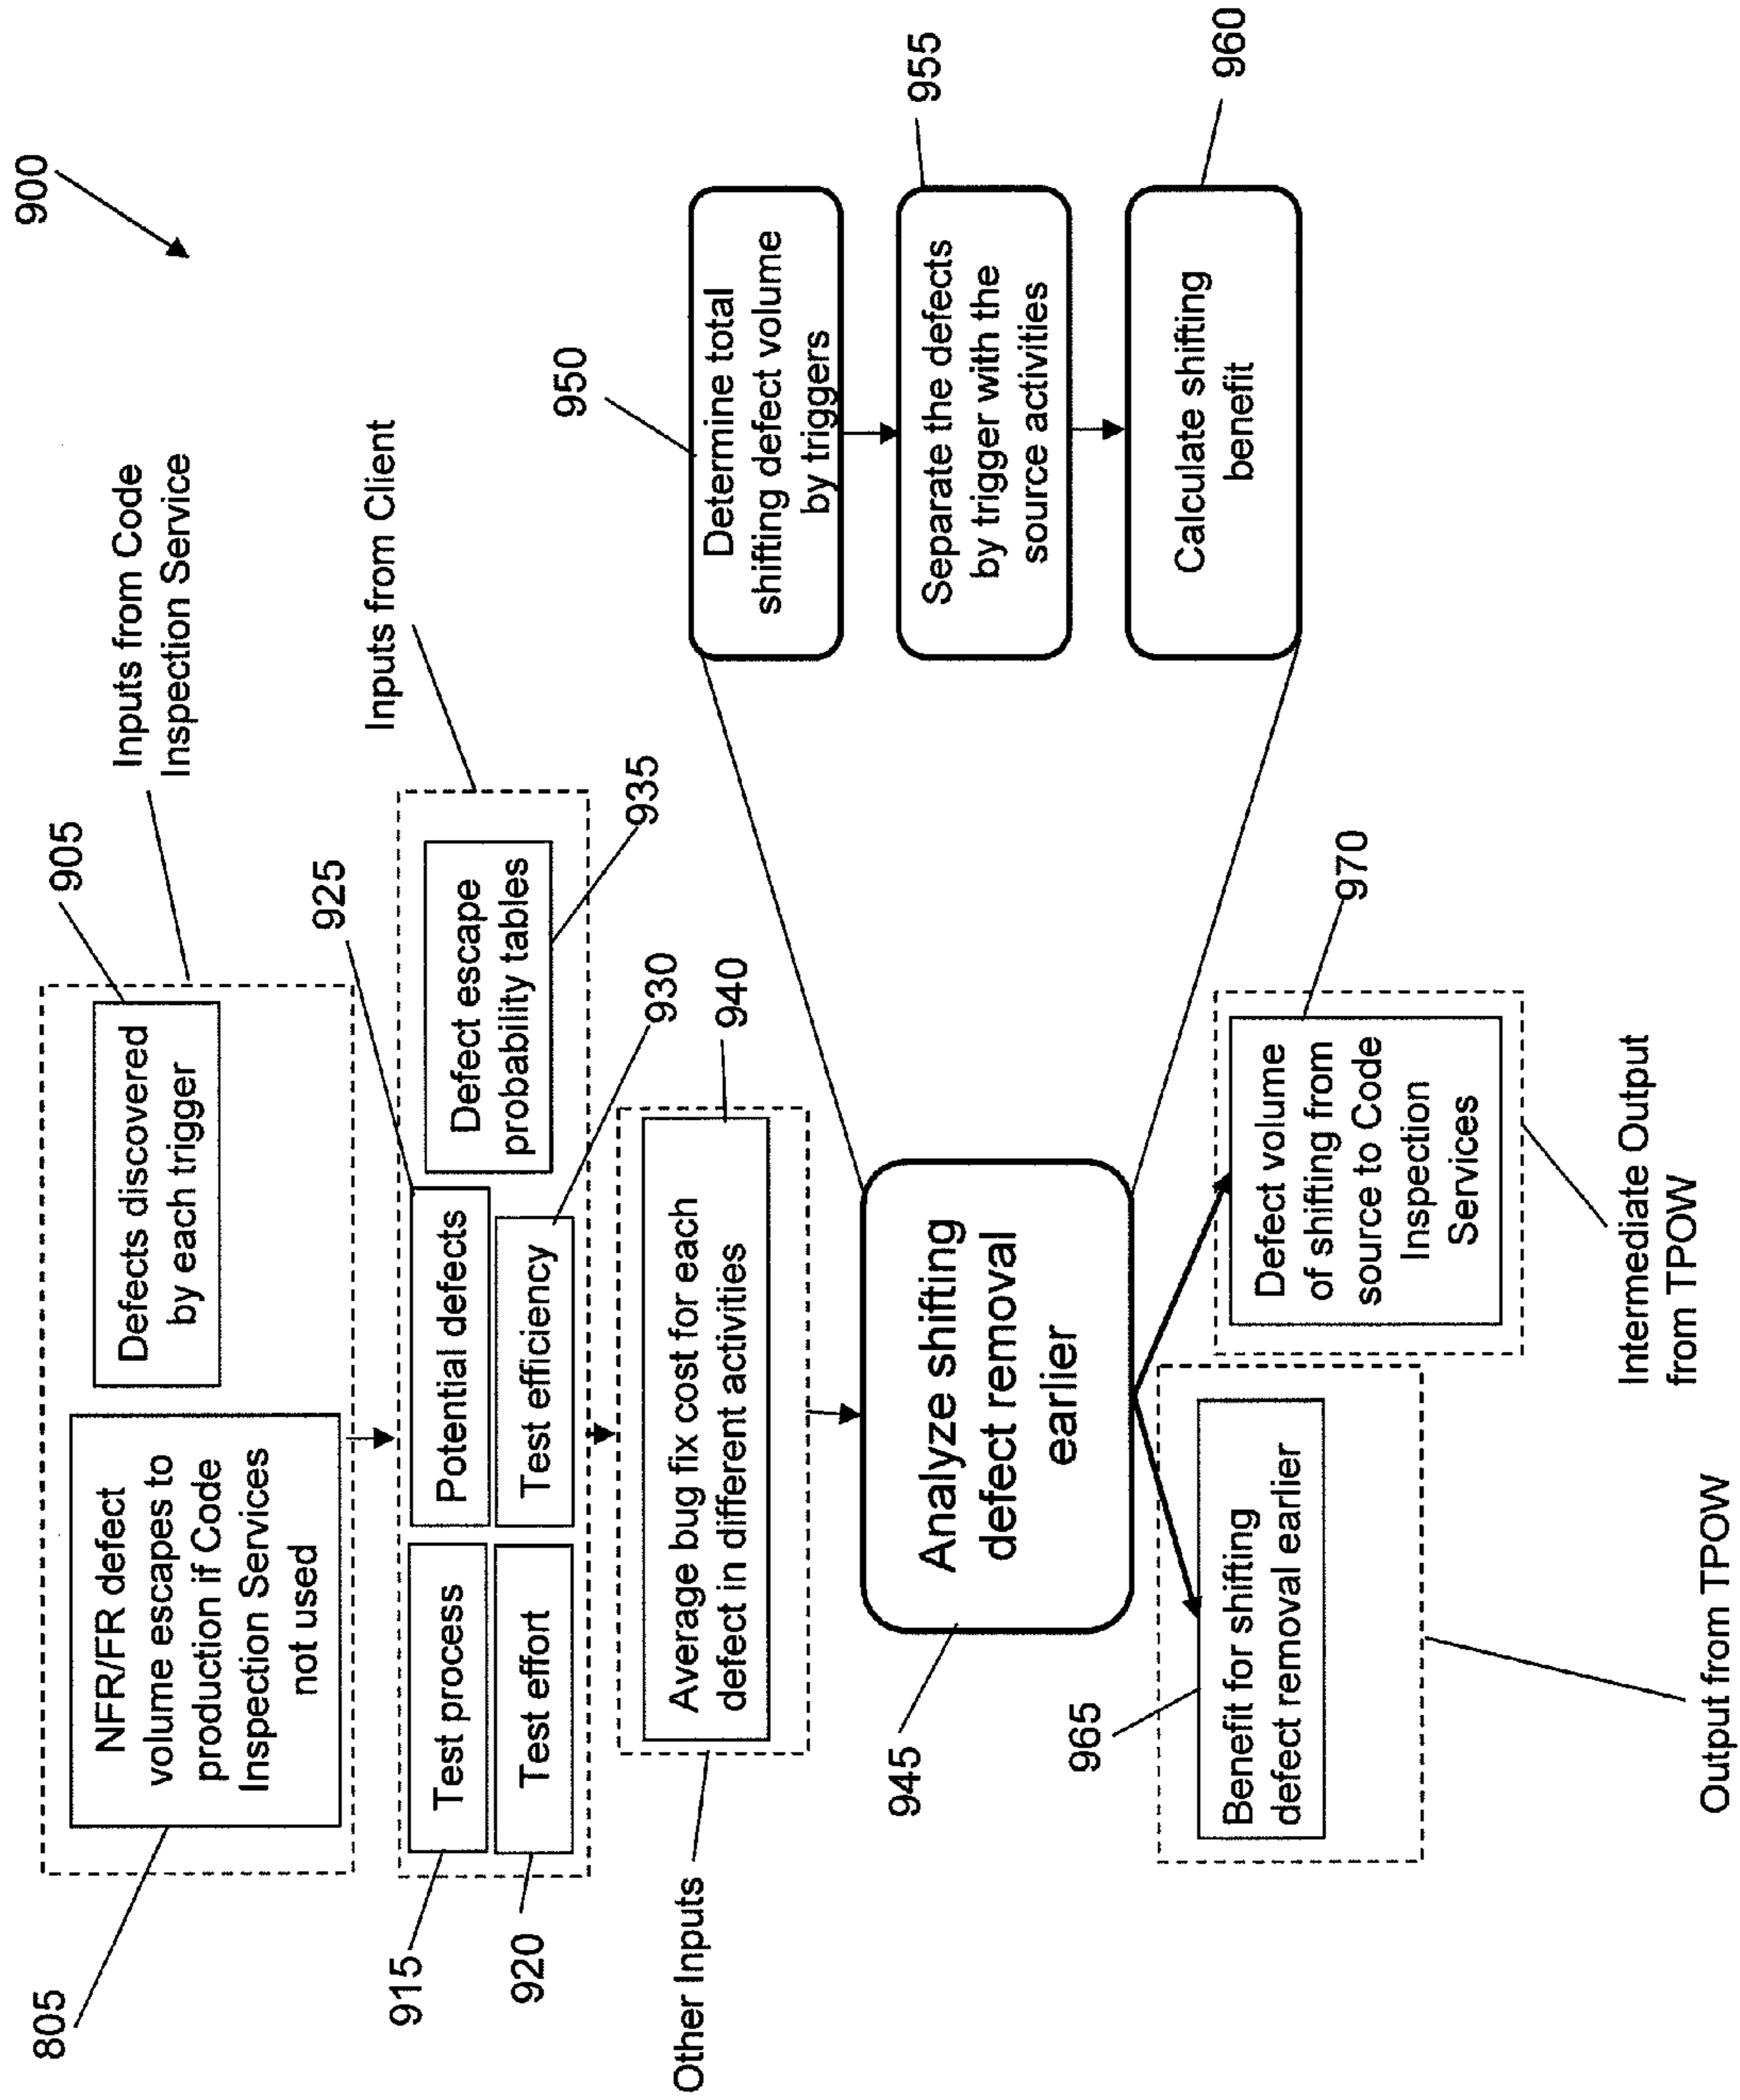 900
Inputs from Code
Inspection Service
805
NFR/FR defect
volume escapes to
production if Code
Inspection Services
not used
905
Defects discovered
by each trigger
Inputs from Client
915
Test process
920
Test effort
925
Potential defects
930
Test efficiency
935
Defect escape
probability tables
Other Inputs
940
Average bug fix cost for each
defect in different activities
945
Analyze shifting
defect removal
earlier
950
Determine total
shifting defect volume
by triggers
955
Separate the defects
by trigger with the
source activities
960
Calculate shifting
benefit
965
Benefit for shifting
defect removal earlier
Output from TPOW
970
Defect volume
of shifting from
source to Code
Inspection
Services
Intermediate Output
from TPOW